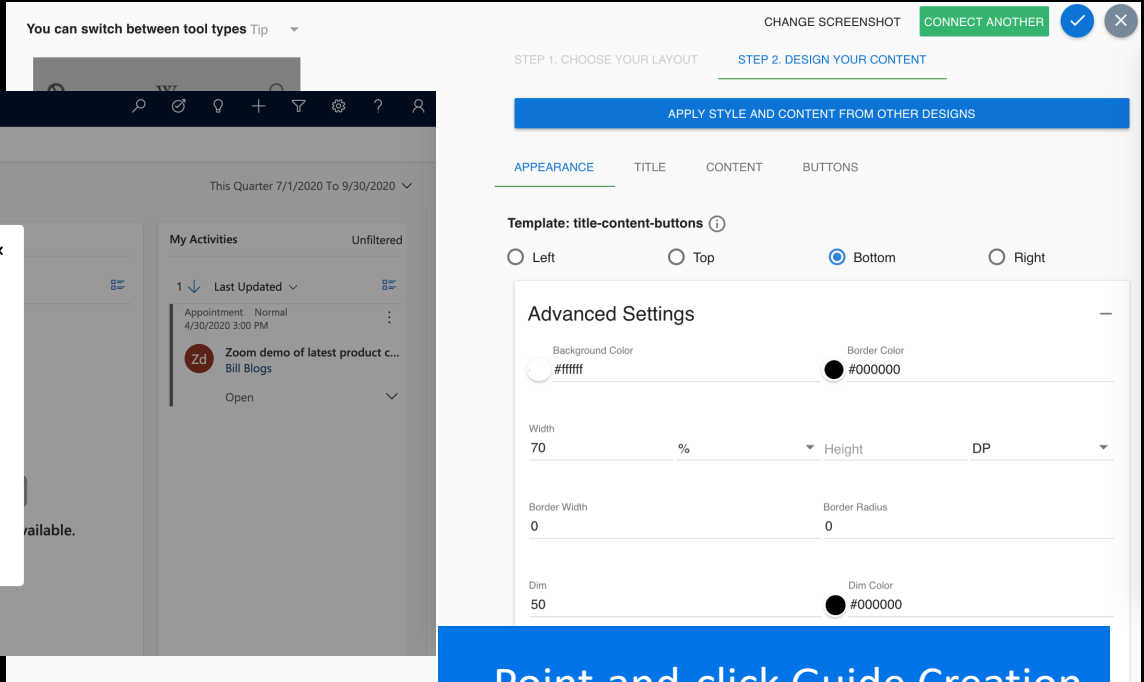 You can switch between tool types Tip
CHANGE SCREENSHOT
CONNECT ANOTHER
STEP 1. CHOOSE YOUR LAYOUT
STEP 2. DESIGN YOUR CONTENT
APPLY STYLE AND CONTENT FROM OTHER DESIGNS
APPEARANCE TITLE CONTENT BUTTONS
This Quarter 7/1/2020 To 9/30/2020
My Activities Unfiltered
1 Last Updated
Appointment Normal
4/30/2020 3:00 PM
Zd
Zoom demo of latest product c...
Bill Blogs
Open
Template: title-content-buttons
Left Top Bottom Right
Advanced Settings
Background Color Border Color
#ffffff #000000
Width
70 % Height DP
Border Width Border Radius
0 0
Dim Dim Color
50 #000000
Point and click Guide Creation